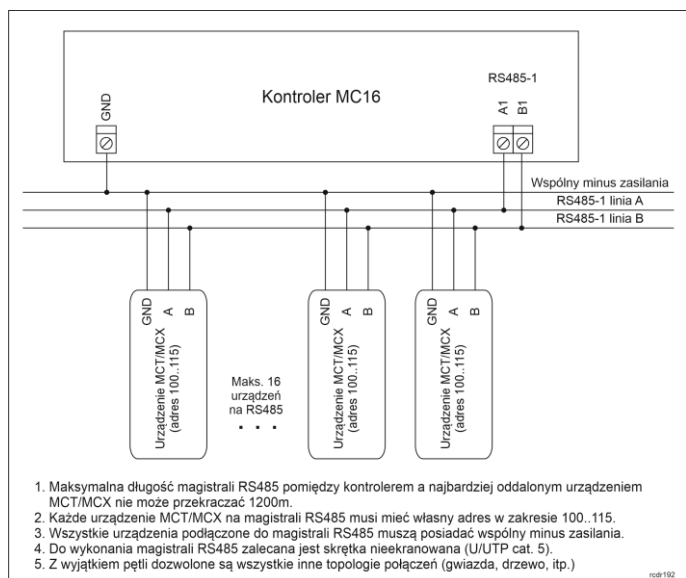 RS485-1
Kontroler MC16
GND
A1
B1
Wspólny minus zasilania
RS485-1 linia A
RS485-1 linia B
GND
A
B
Urządzenie MCT/MCX
(adres 100..115)
Maks. 16
urządzeń
na RS485
. . .
GND
A
B
Urządzenie MCT/MCX
(adres 100..115)
GND
A
B
Urządzenie MCT/MCX
(adres 100..115)
1. Maksymalna długość magistrali RS485 pomiędzy kontrolerem a najbardziej oddalonym urządzeniem
MCT/MCX nie może przekraczać 1200m.
2. Każde urządzenie MCT/MCX na magistrali RS485 musi mieć własny adres w zakresie 100..115.
3. Wszystkie urządzenia podłączone do magistrali RS485 muszą posiadać wspólny minus zasilania.
4. Do wykonania magistrali RS485 zalecana jest skrętka nieekranowana (U/UTP cat. 5).
5. Z wyjątkiem pętli dozwolone są wszystkie inne topologie połączeń (gwiazda, drzewo, itp.)
rcdr192